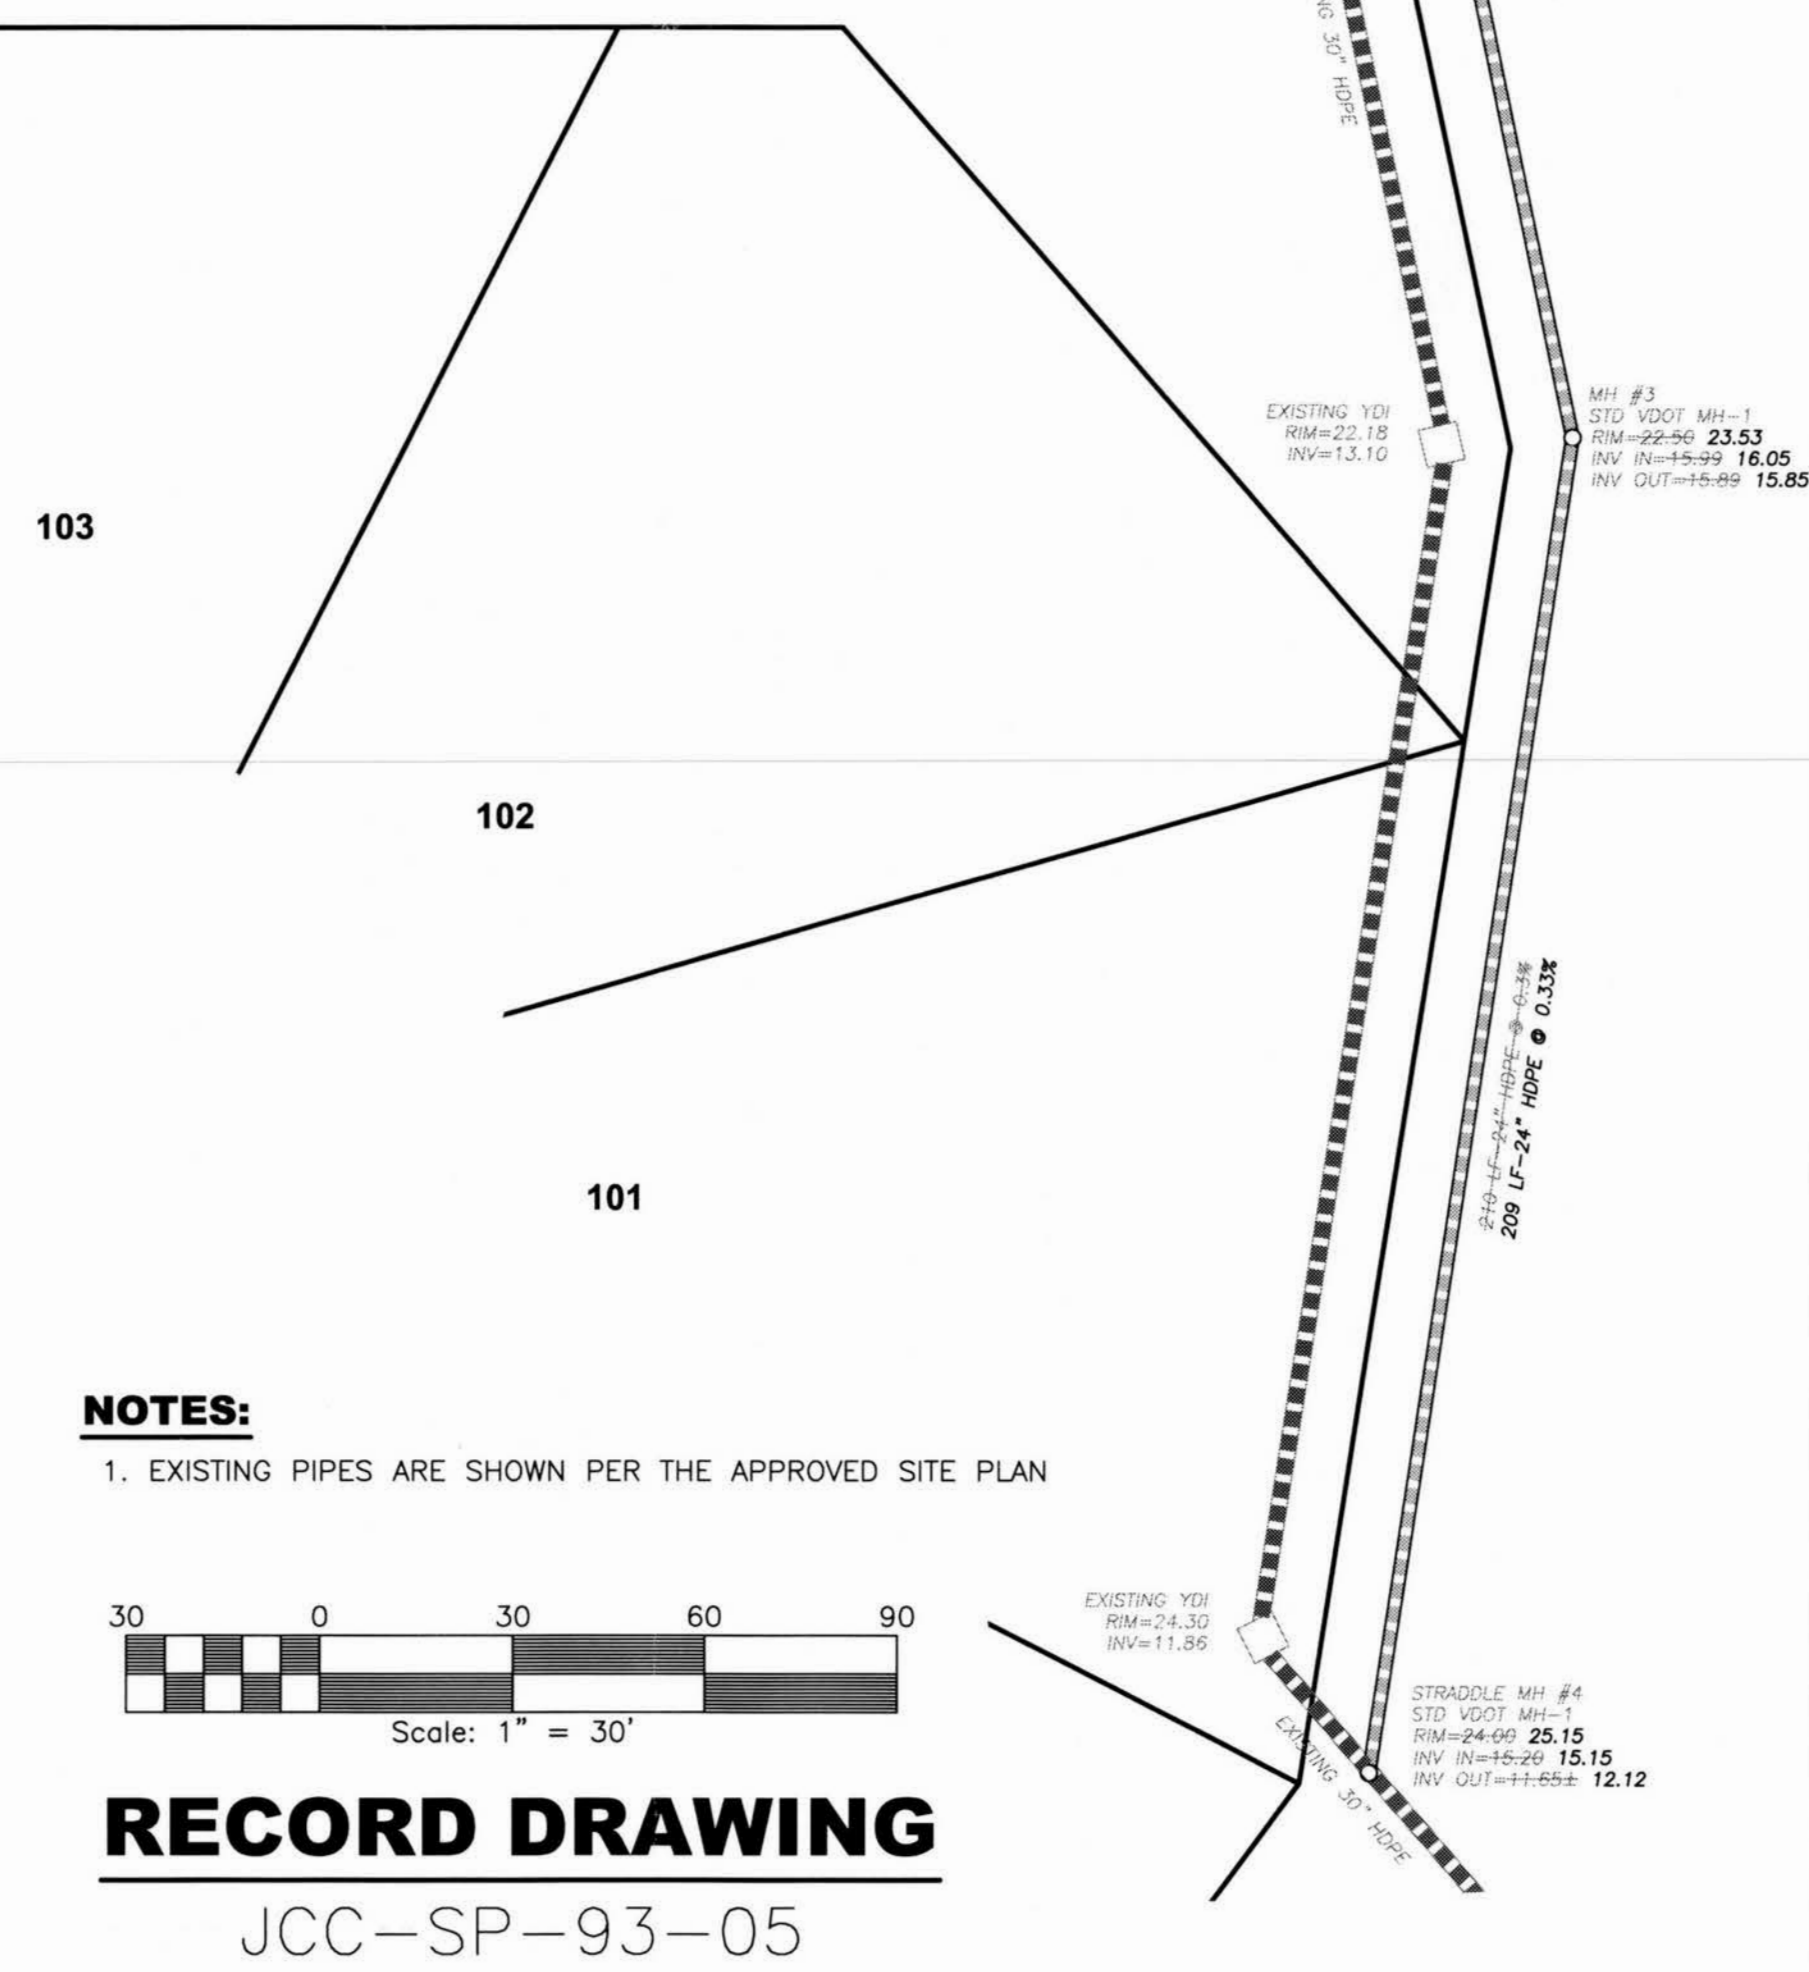 NG 30" HDPE
EXISTING YDI
RIM=22.18
INV=13.10
MH #3
STD VDOT MH-1
RIM=22.50 23.53
INV IN=15.99 16.05
INV OUT=15.89 15.85
103
102
210 LF-24" HDPE @ 0.3%
209 LF-24" HDPE @ 0.33%
101
NOTES:
1. EXISTING PIPES ARE SHOWN PER THE APPROVED SITE PLAN
30 0 30 60 90
Scale: 1" = 30'
EXISTING YDI
RIM=24.30
INV=11.86
EXISTING 30" HDPE
STRADDLE MH #4
STD VDOT MH-1
RIM=24.00 25.15
INV IN=15.20 15.15
INV OUT=11.65± 12.12
RECORD DRAWING
JCC-SP-93-05